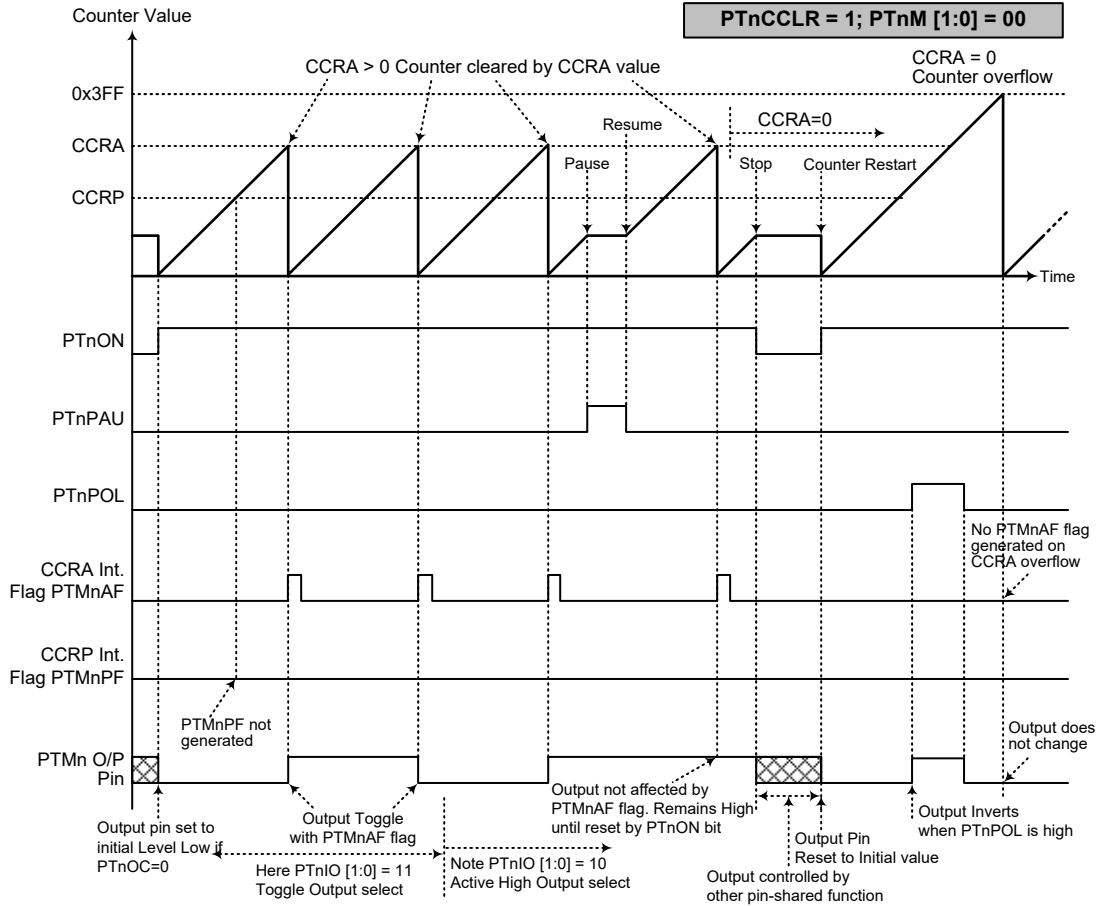 Counter Value
PTnCCLR = 1; PTnM [1:0] = 00
CCRA > 0 Counter cleared by CCRA value
CCRA = 0
Counter overflow
0x3FF
CCRA
CCRP
Resume
CCRA=0
Pause
Stop
Counter Restart
Time
PTnON
PTnPAU
PTnPOL
No PTMnAF flag
generated on
CCRA overflow
CCRA Int.
Flag PTMnAF
CCRP Int.
Flag PTMnPF
PTMnPF not
generated
Output does
not change
PTMn O/P
Pin
Output pin set to
initial Level Low if
PTnOC=0
Output Toggle
with PTMnAF flag
Output not affected by
PTMnAF flag. Remains High
until reset by PTnON bit
Output Inverts
when PTnPOL is high
Output Pin
Reset to Initial value
Here PTnIO [1:0] = 11
Toggle Output select
Note PTnIO [1:0] = 10
Active High Output select
Output controlled by
other pin-shared function